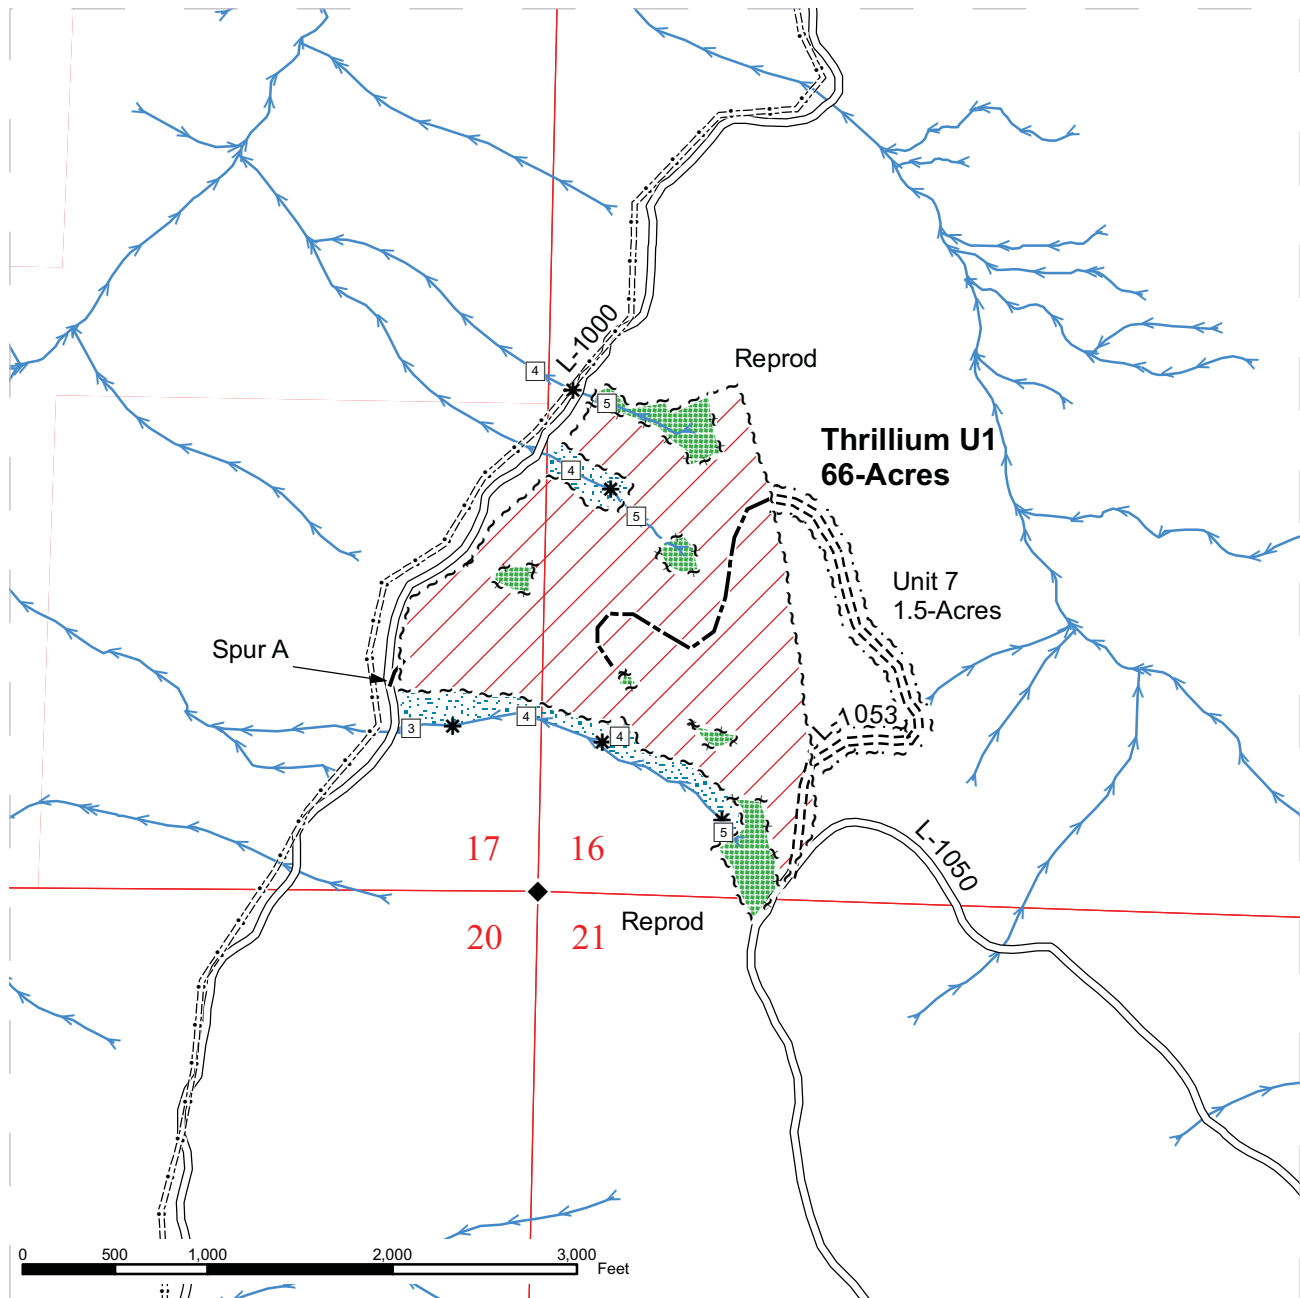 L-1000
Reprod
4
5
Thrillium U1
66-Acres
4
5
Unit 7
1.5-Acres
Spur A
L-1053
3
4
4
5
L-1050
17
16
20
21
Reprod
0
500
1,000
2,000
3,000
Feet